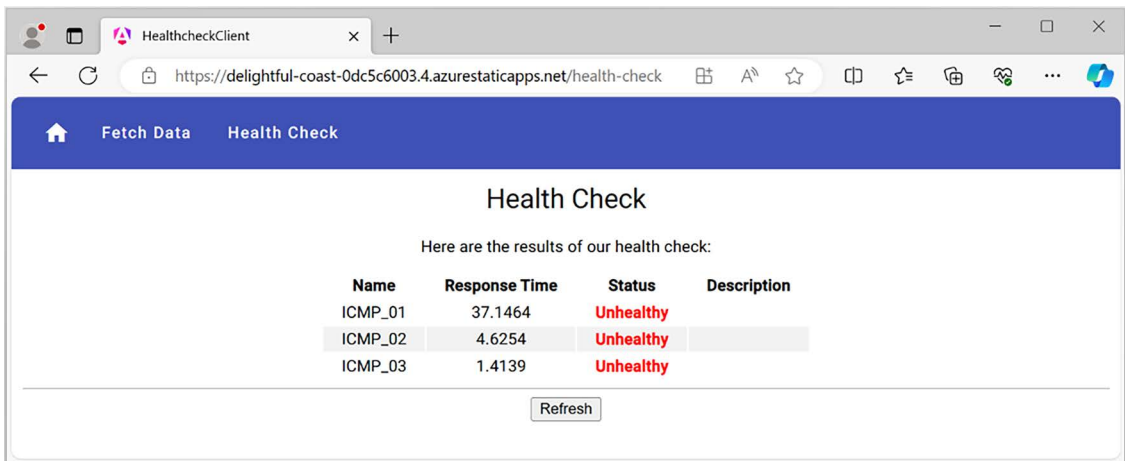 HealthcheckClient
https://delightful-coast-0dc5c6003.4.azurestaticapps.net/health-check
Fetch Data Health Check
Health Check
Here are the results of our health check:
Name Response Time Status Description
ICMP_01 37.1464 Unhealthy
ICMP_02 4.6254 Unhealthy
ICMP_03 1.4139 Unhealthy
Refresh